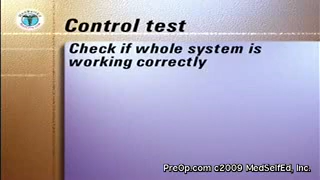 Control test
Check if whole system is
working correctly
PreOp.com c2009 MedSelfEd, Inc.